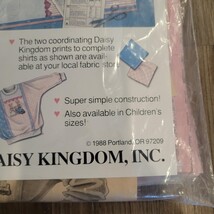 ♥ The two coordinating Daisy
Kingdom prints to complete
shirts as shown are avail-
able at your local fabric store
♥ Super simple construction!
♥ Also available in Children's
sizes!
© 1988 Portland, OR 97209
DAISY KINGDOM, INC.